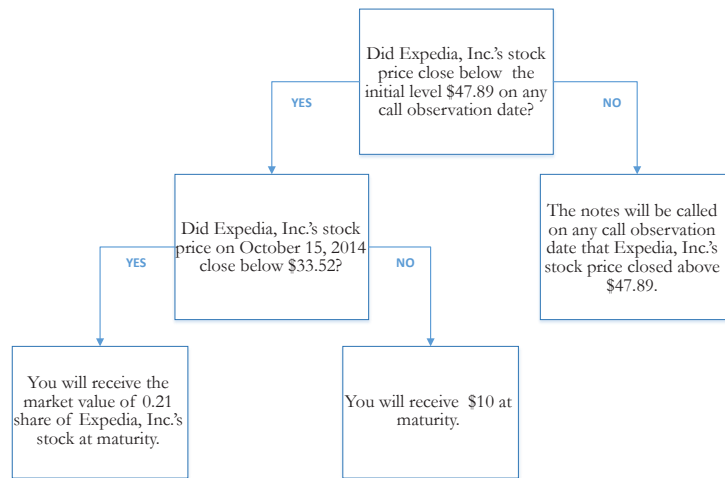 Did Expedia, Inc.'s stock
price close below the
initial level $47.89 on any
call observation date?
YES
NO
Did Expedia, Inc.'s stock
price on October 15, 2014
close below $33.52?
The notes will be called
on any call observation
date that Expedia, Inc.'s
stock price closed above
$47.89.
YES
NO
You will receive the
market value of 0.21
share of Expedia, Inc.'s
stock at maturity.
You will receive $10 at
maturity.